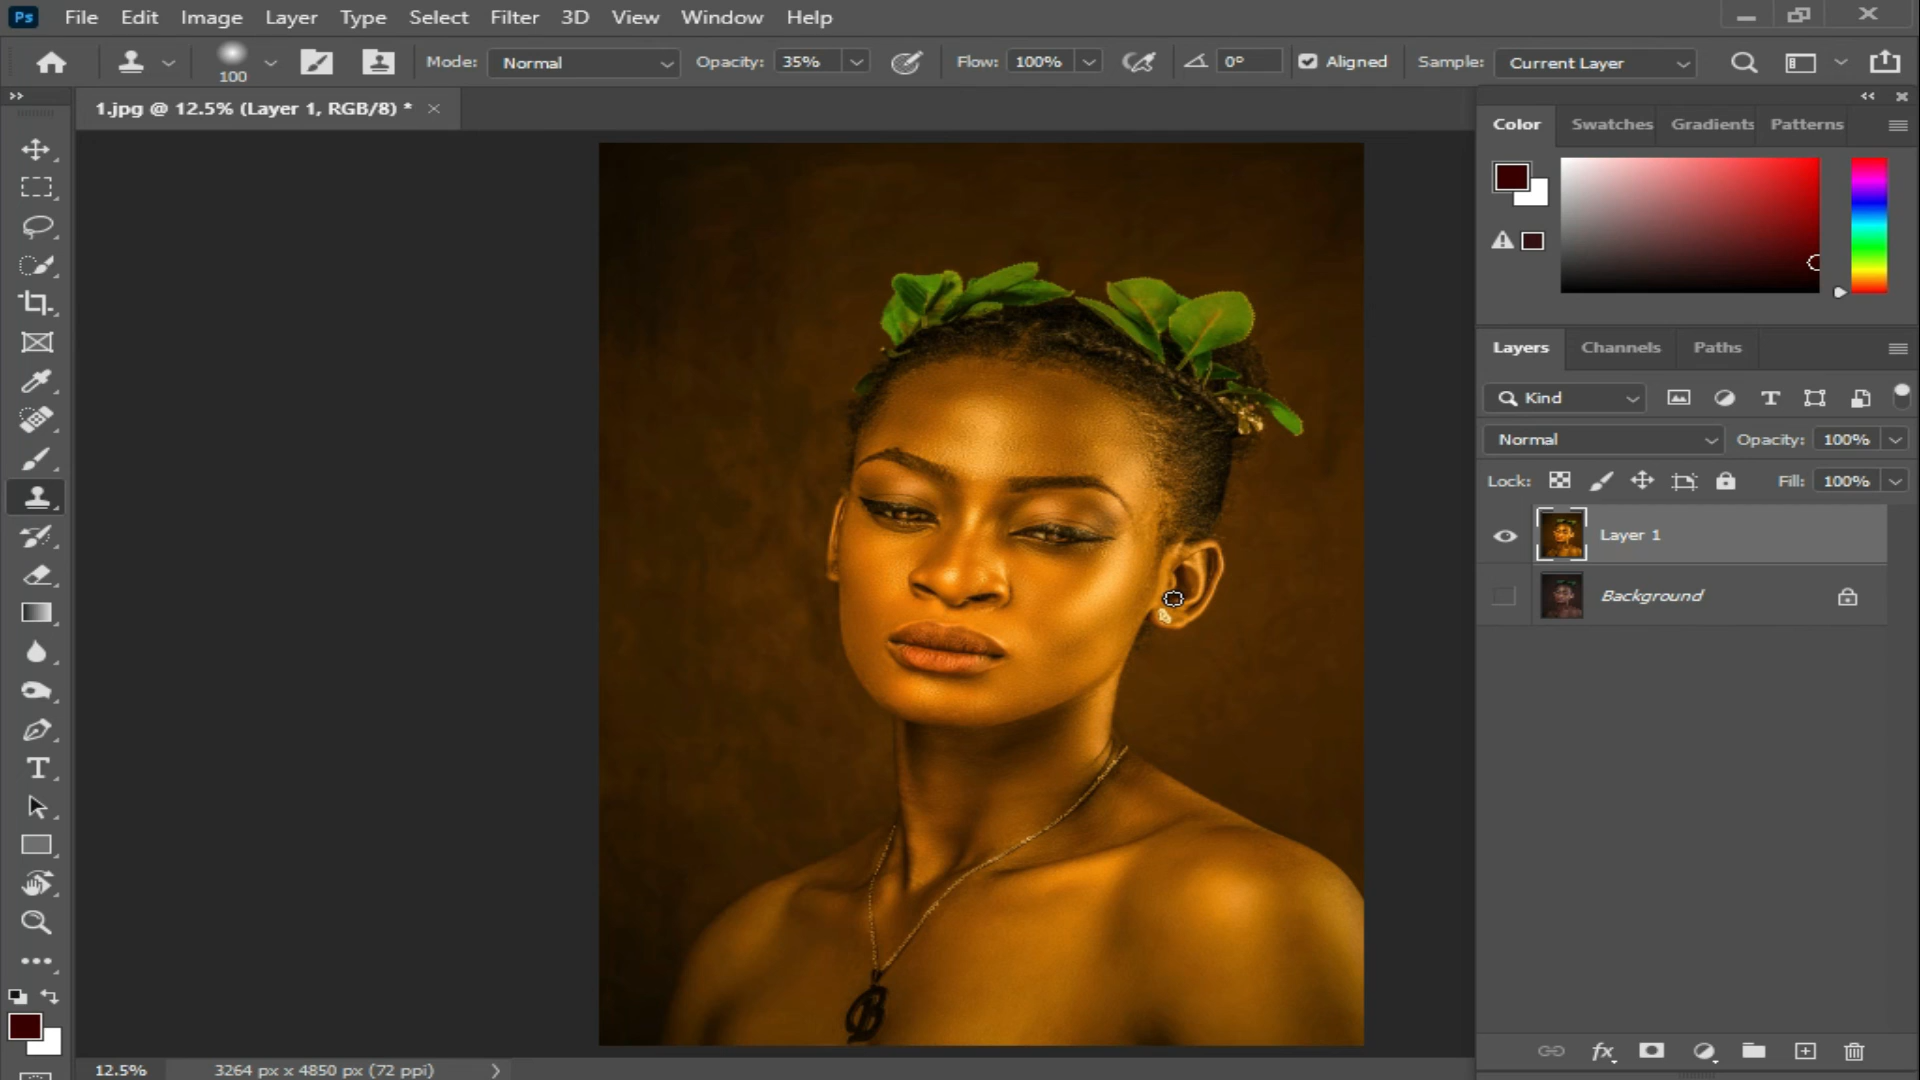 Ps File Edit Image Layer Type Select Filter 3D View Window Help
100 Mode: Normal Opacity: 35% Flow: 100% 0° Aligned Sample: Current Layer
1.jpg @ 12.5% (Layer 1, RGB/8) *
Color Swatches Gradients Patterns
Layers Channels Paths
Kind
Normal Opacity: 100%
Lock: Fill: 100%
Layer 1
Background
B
fx
12.5% 3264 px x 4850 px (72 ppi)